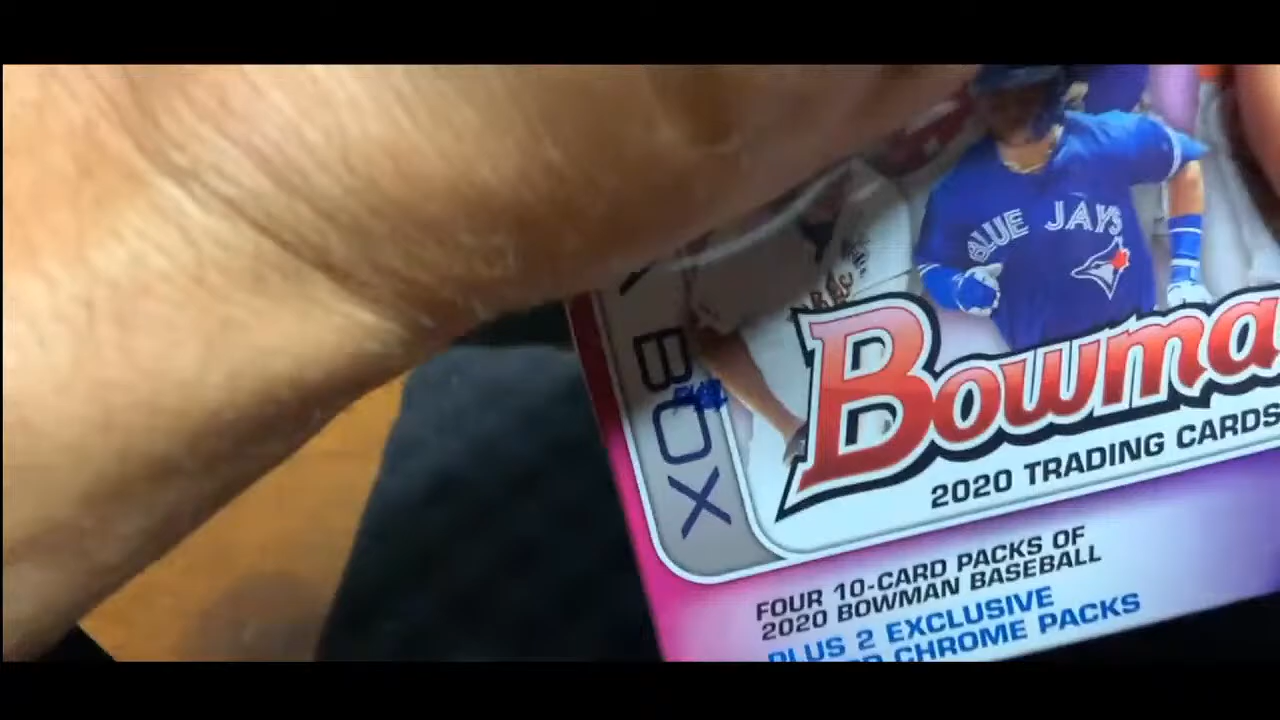 BLUE JAYS
BOX
Bowma
2020 TRADING CARDS
FOUR 10-CARD PACKS OF
2020 BOWMAN BASEBALL
PLUS 2 EXCLUSIVE
CHROME PACKS